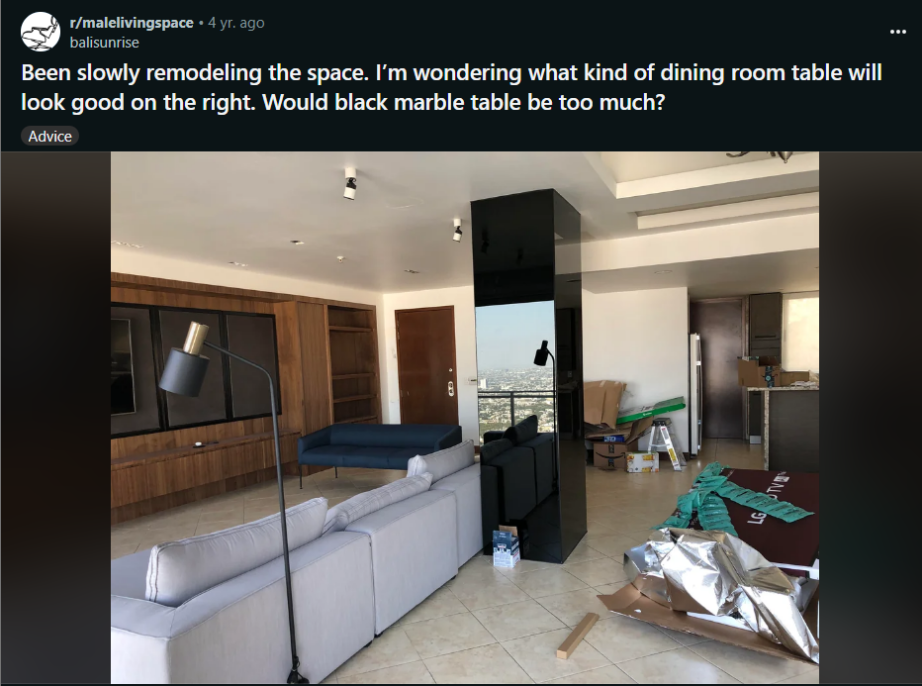 r/malelivingspace • 4 yr. ago
balisunrise
Been slowly remodeling the space. I'm wondering what kind of dining room table will
look good on the right. Would black marble table be too much?
Advice
LG
TV